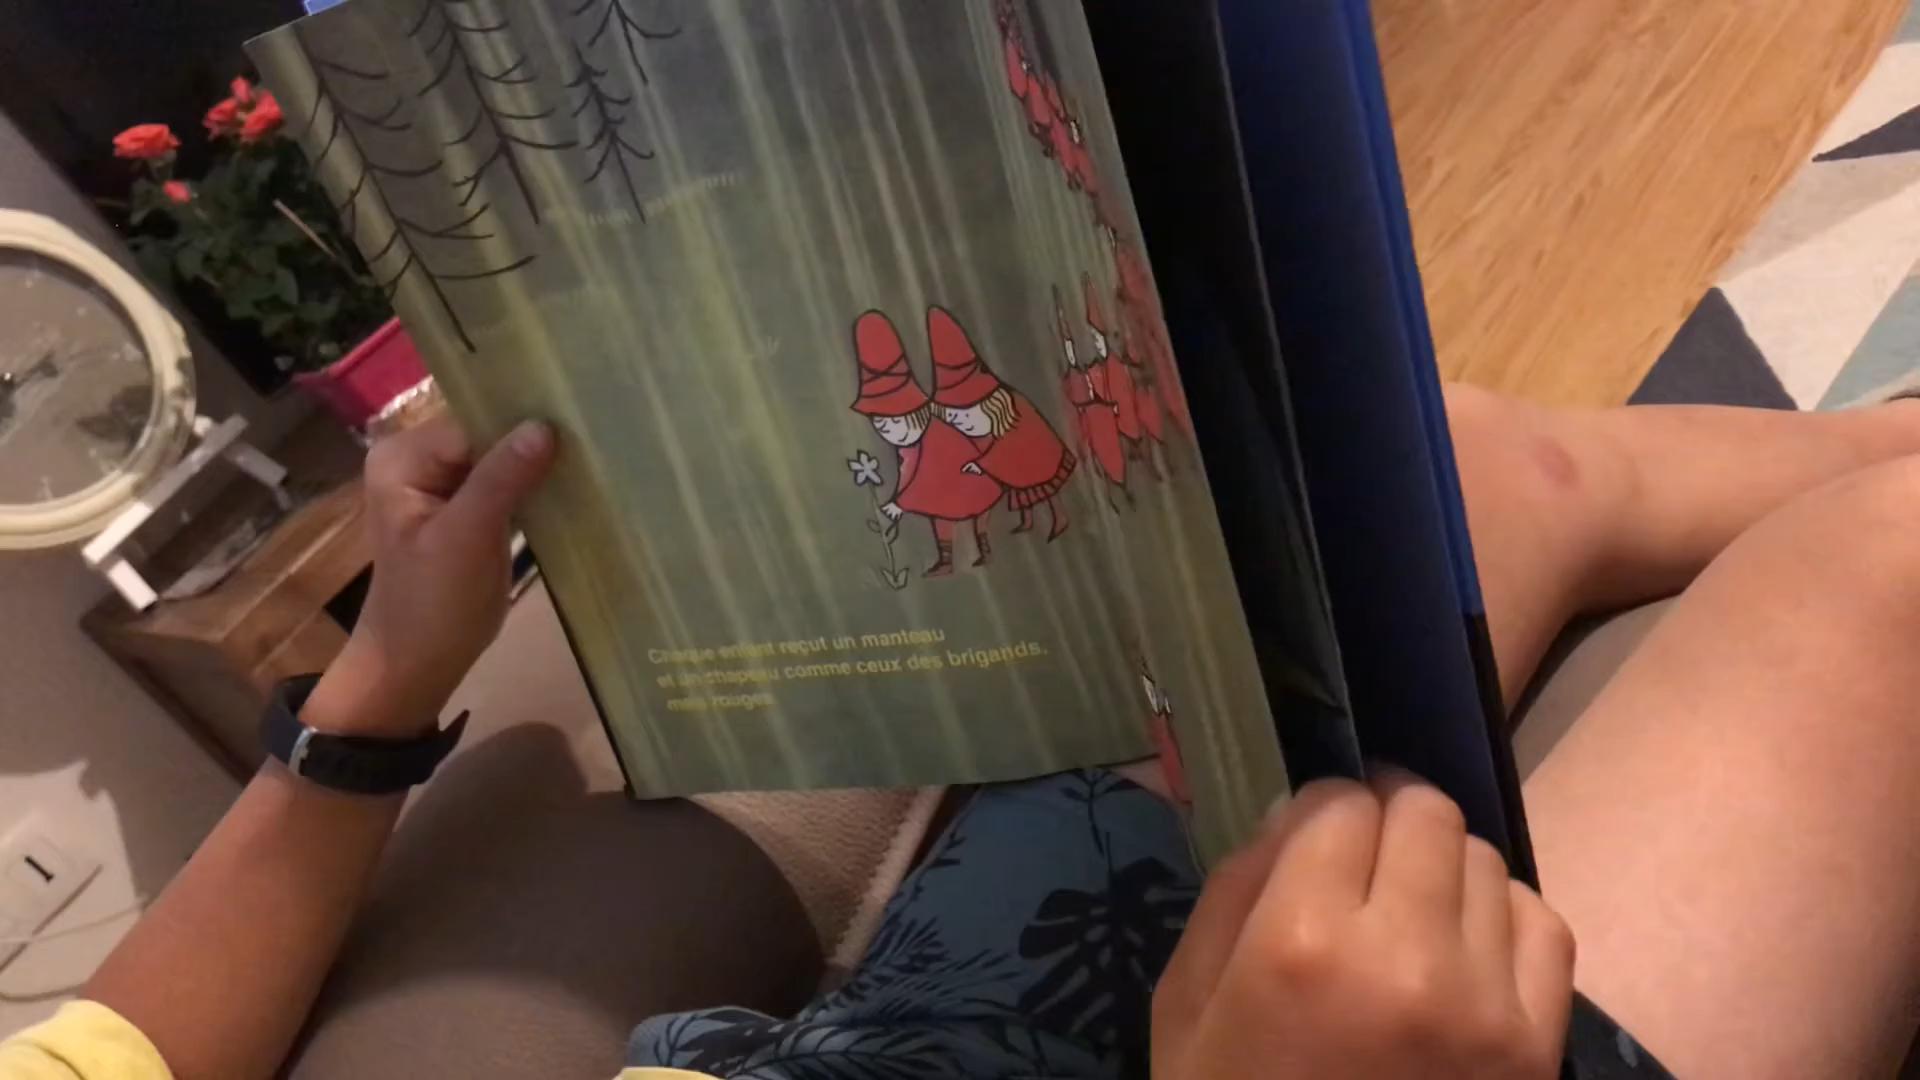 Chaque enfant reçut un manteau
et un chapeau comme ceux des brigands,
mais rouges.